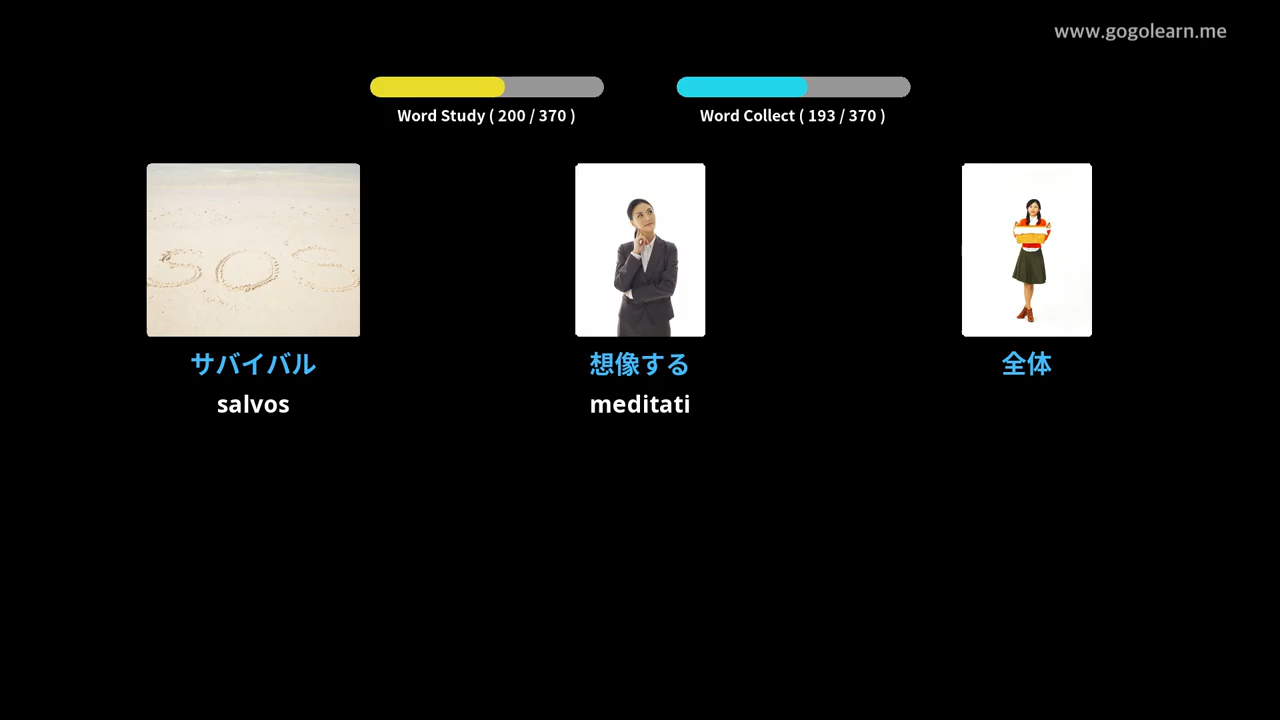 www.gogolearn.me
Word Study ( 200 / 370 )
Word Collect ( 193 / 370 )
SOS
サバイバル
想像する
全体
salvos
meditati